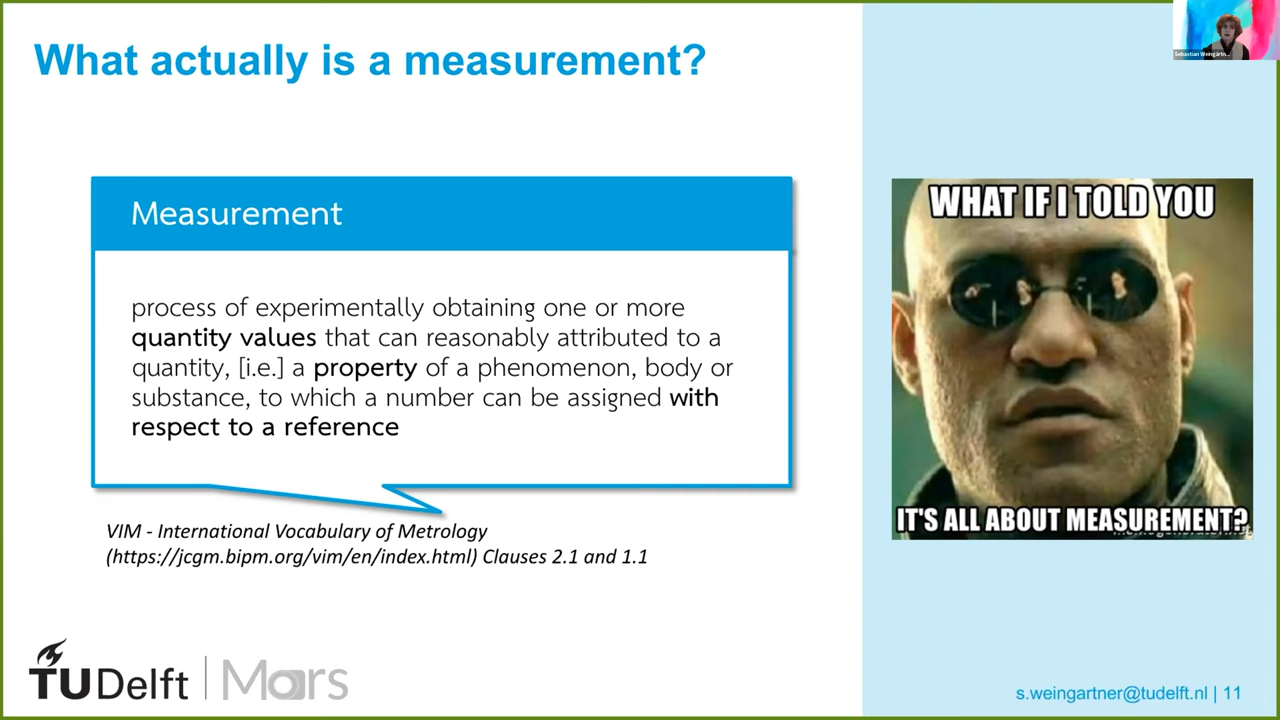 What actually is a measurement?
Sebastian Weingärtn...
Measurement
process of experimentally obtaining one or more
quantity values that can reasonably attributed to a
quantity, [i.e.] a property of a phenomenon, body or
substance, to which a number can be assigned with
respect to a reference
VIM - International Vocabulary of Metrology
(https://jcgm.bipm.org/vim/en/index.html) Clauses 2.1 and 1.1
WHAT IF I TOLD YOU
IT'S ALL ABOUT MEASUREMENT?
TUDelft
Mars
s.weingartner@tudelft.nl | 11